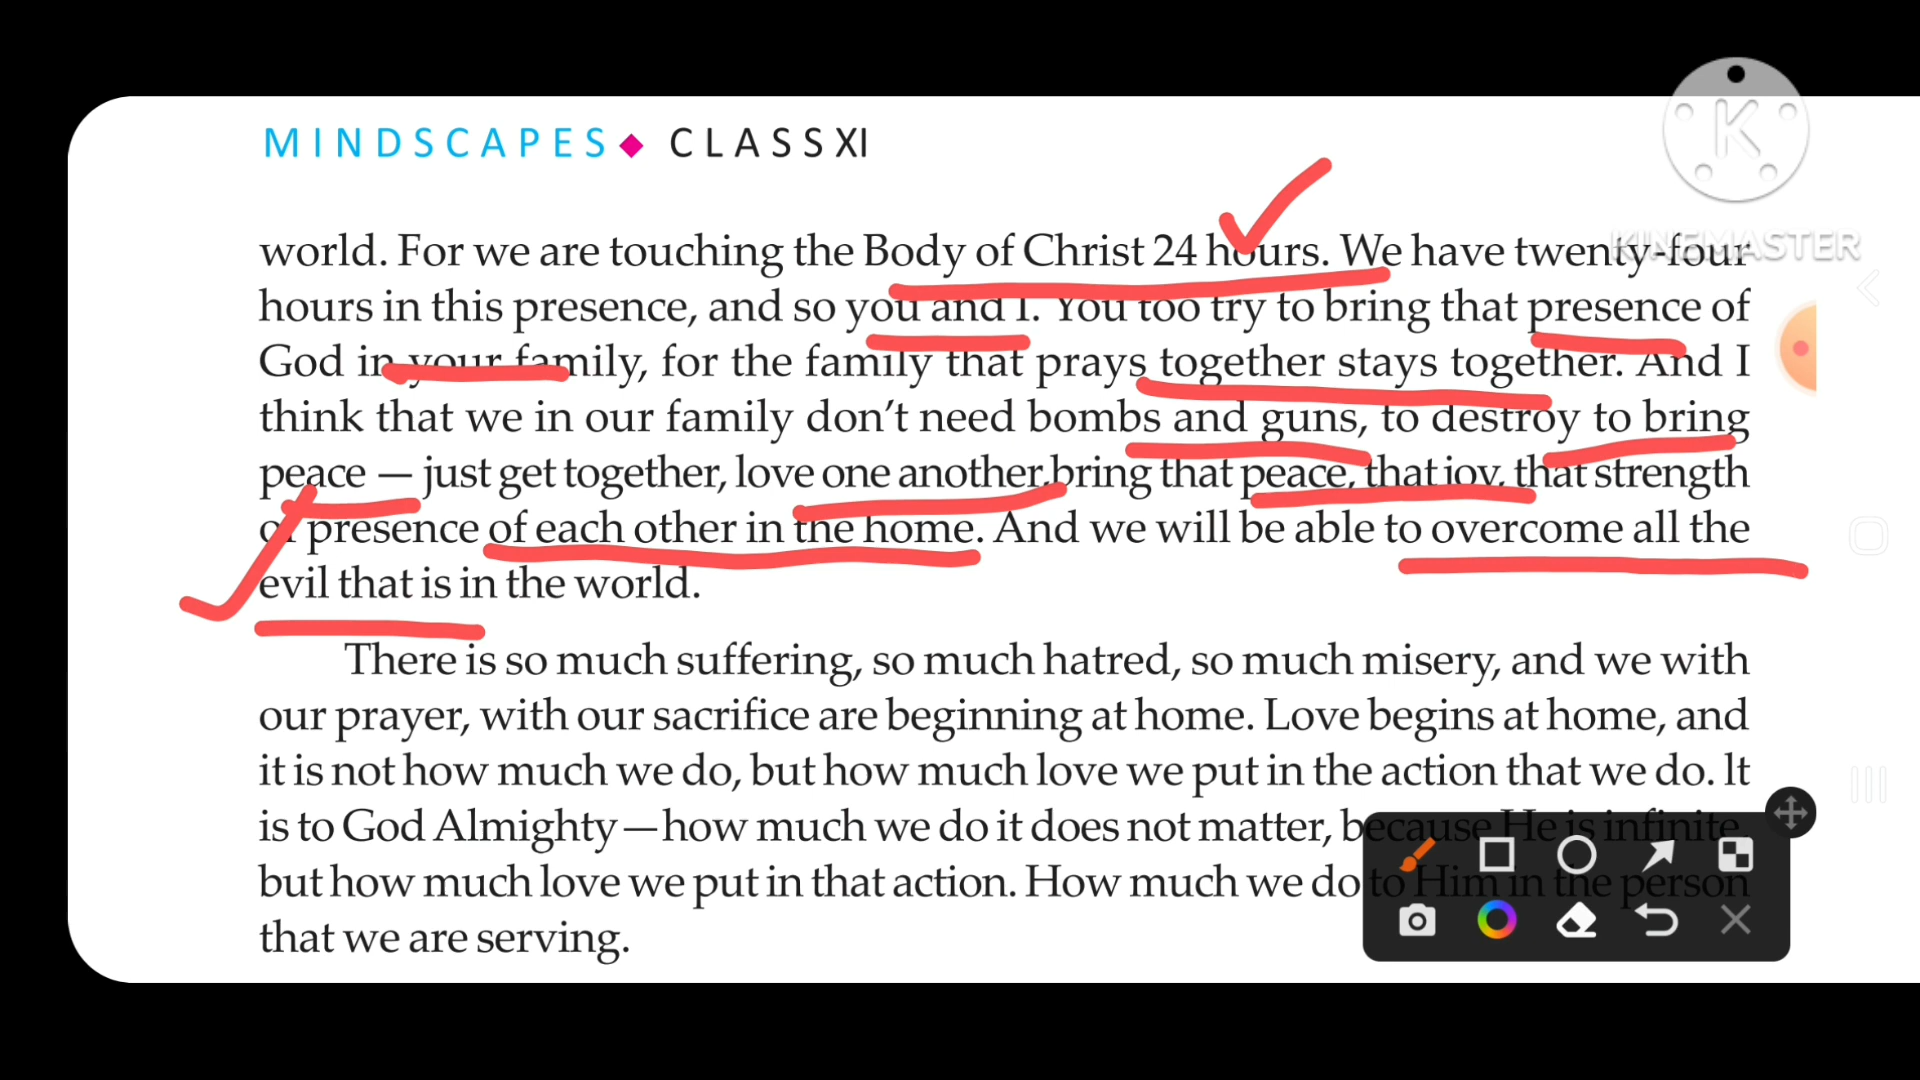 MINDSCAPES◆ CLASS XI
K
KINEMASTER
world. For we are touching the Body of Christ 24 hours. We have twenty-four
hours in this presence, and so you and I. You too try to bring that presence of
God in your family, for the family that prays together stays together. And I
think that we in our family don’t need bombs and guns, to destroy to bring
peace — just get together, love one another, bring that peace, that joy, that strength
of presence of each other in the home. And we will be able to overcome all the
evil that is in the world.
There is so much suffering, so much hatred, so much misery, and we with
our prayer, with our sacrifice are beginning at home. Love begins at home, and
it is not how much we do, but how much love we put in the action that we do. It
is to God Almighty—how much we do it does not matter, because He is infinite,
but how much love we put in that action. How much we do to Him in the person
that we are serving.